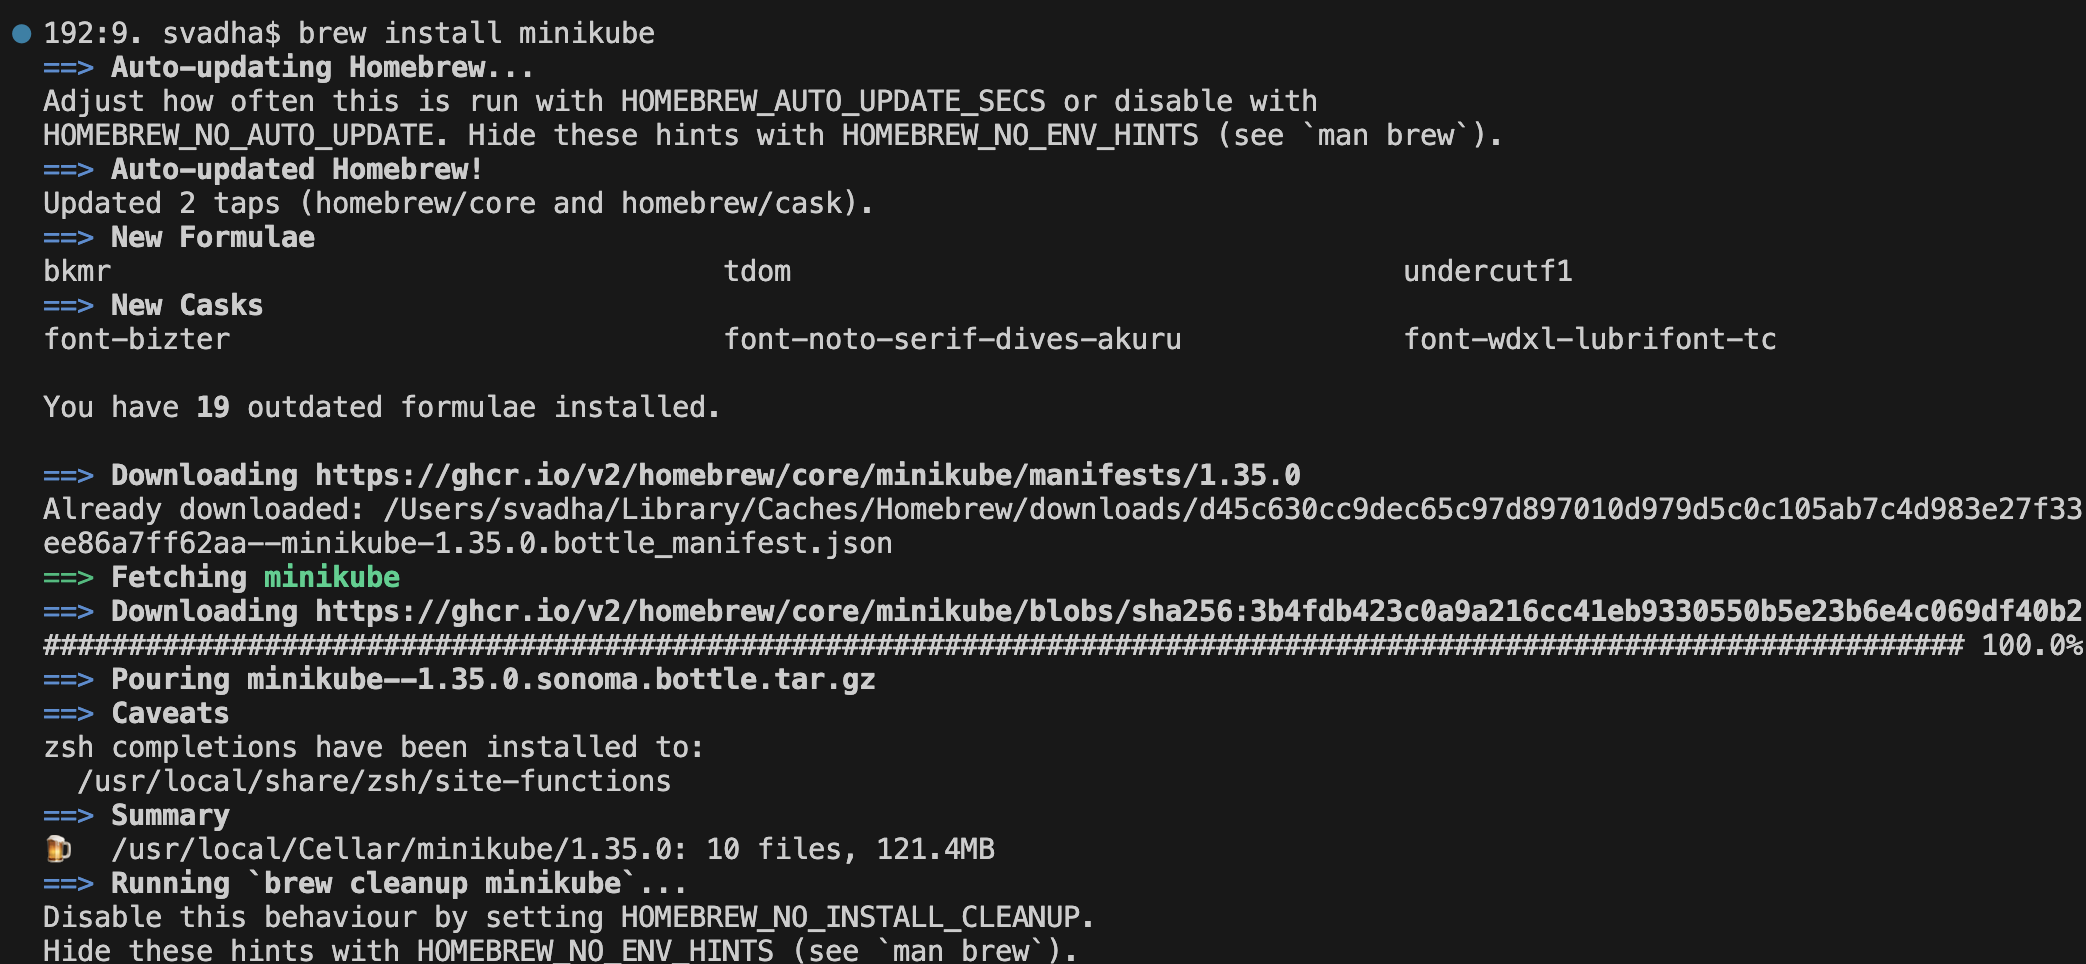 192:9. svadha$ brew install minikube
==> Auto-updating Homebrew...
Adjust how often this is run with HOMEBREW_AUTO_UPDATE_SECS or disable with
HOMEBREW_NO_AUTO_UPDATE. Hide these hints with HOMEBREW_NO_ENV_HINTS (see `man brew`).
==> Auto-updated Homebrew!
Updated 2 taps (homebrew/core and homebrew/cask).
==> New Formulae
bkmr tdom undercutf1
==> New Casks
font-bizter font-noto-serif-dives-akuru font-wdxl-lubrifont-tc
You have 19 outdated formulae installed.
==> Downloading https://ghcr.io/v2/homebrew/core/minikube/manifests/1.35.0
Already downloaded: /Users/svadha/Library/Caches/Homebrew/downloads/d45c630cc9dec65c97d897010d979d5c0c105ab7c4d983e27f33
ee86a7ff62aa--minikube-1.35.0.bottle_manifest.json
==> Fetching minikube
==> Downloading https://ghcr.io/v2/homebrew/core/minikube/blobs/sha256:3b4fdb423c0a9a216cc41eb9330550b5e23b6e4c069df40b2
################################################################################################################# 100.0%
==> Pouring minikube--1.35.0.sonoma.bottle.tar.gz
==> Caveats
zsh completions have been installed to:
/usr/local/share/zsh/site-functions
==> Summary
🍺 /usr/local/Cellar/minikube/1.35.0: 10 files, 121.4MB
==> Running `brew cleanup minikube`...
Disable this behaviour by setting HOMEBREW_NO_INSTALL_CLEANUP.
Hide these hints with HOMEBREW_NO_ENV_HINTS (see `man brew`).